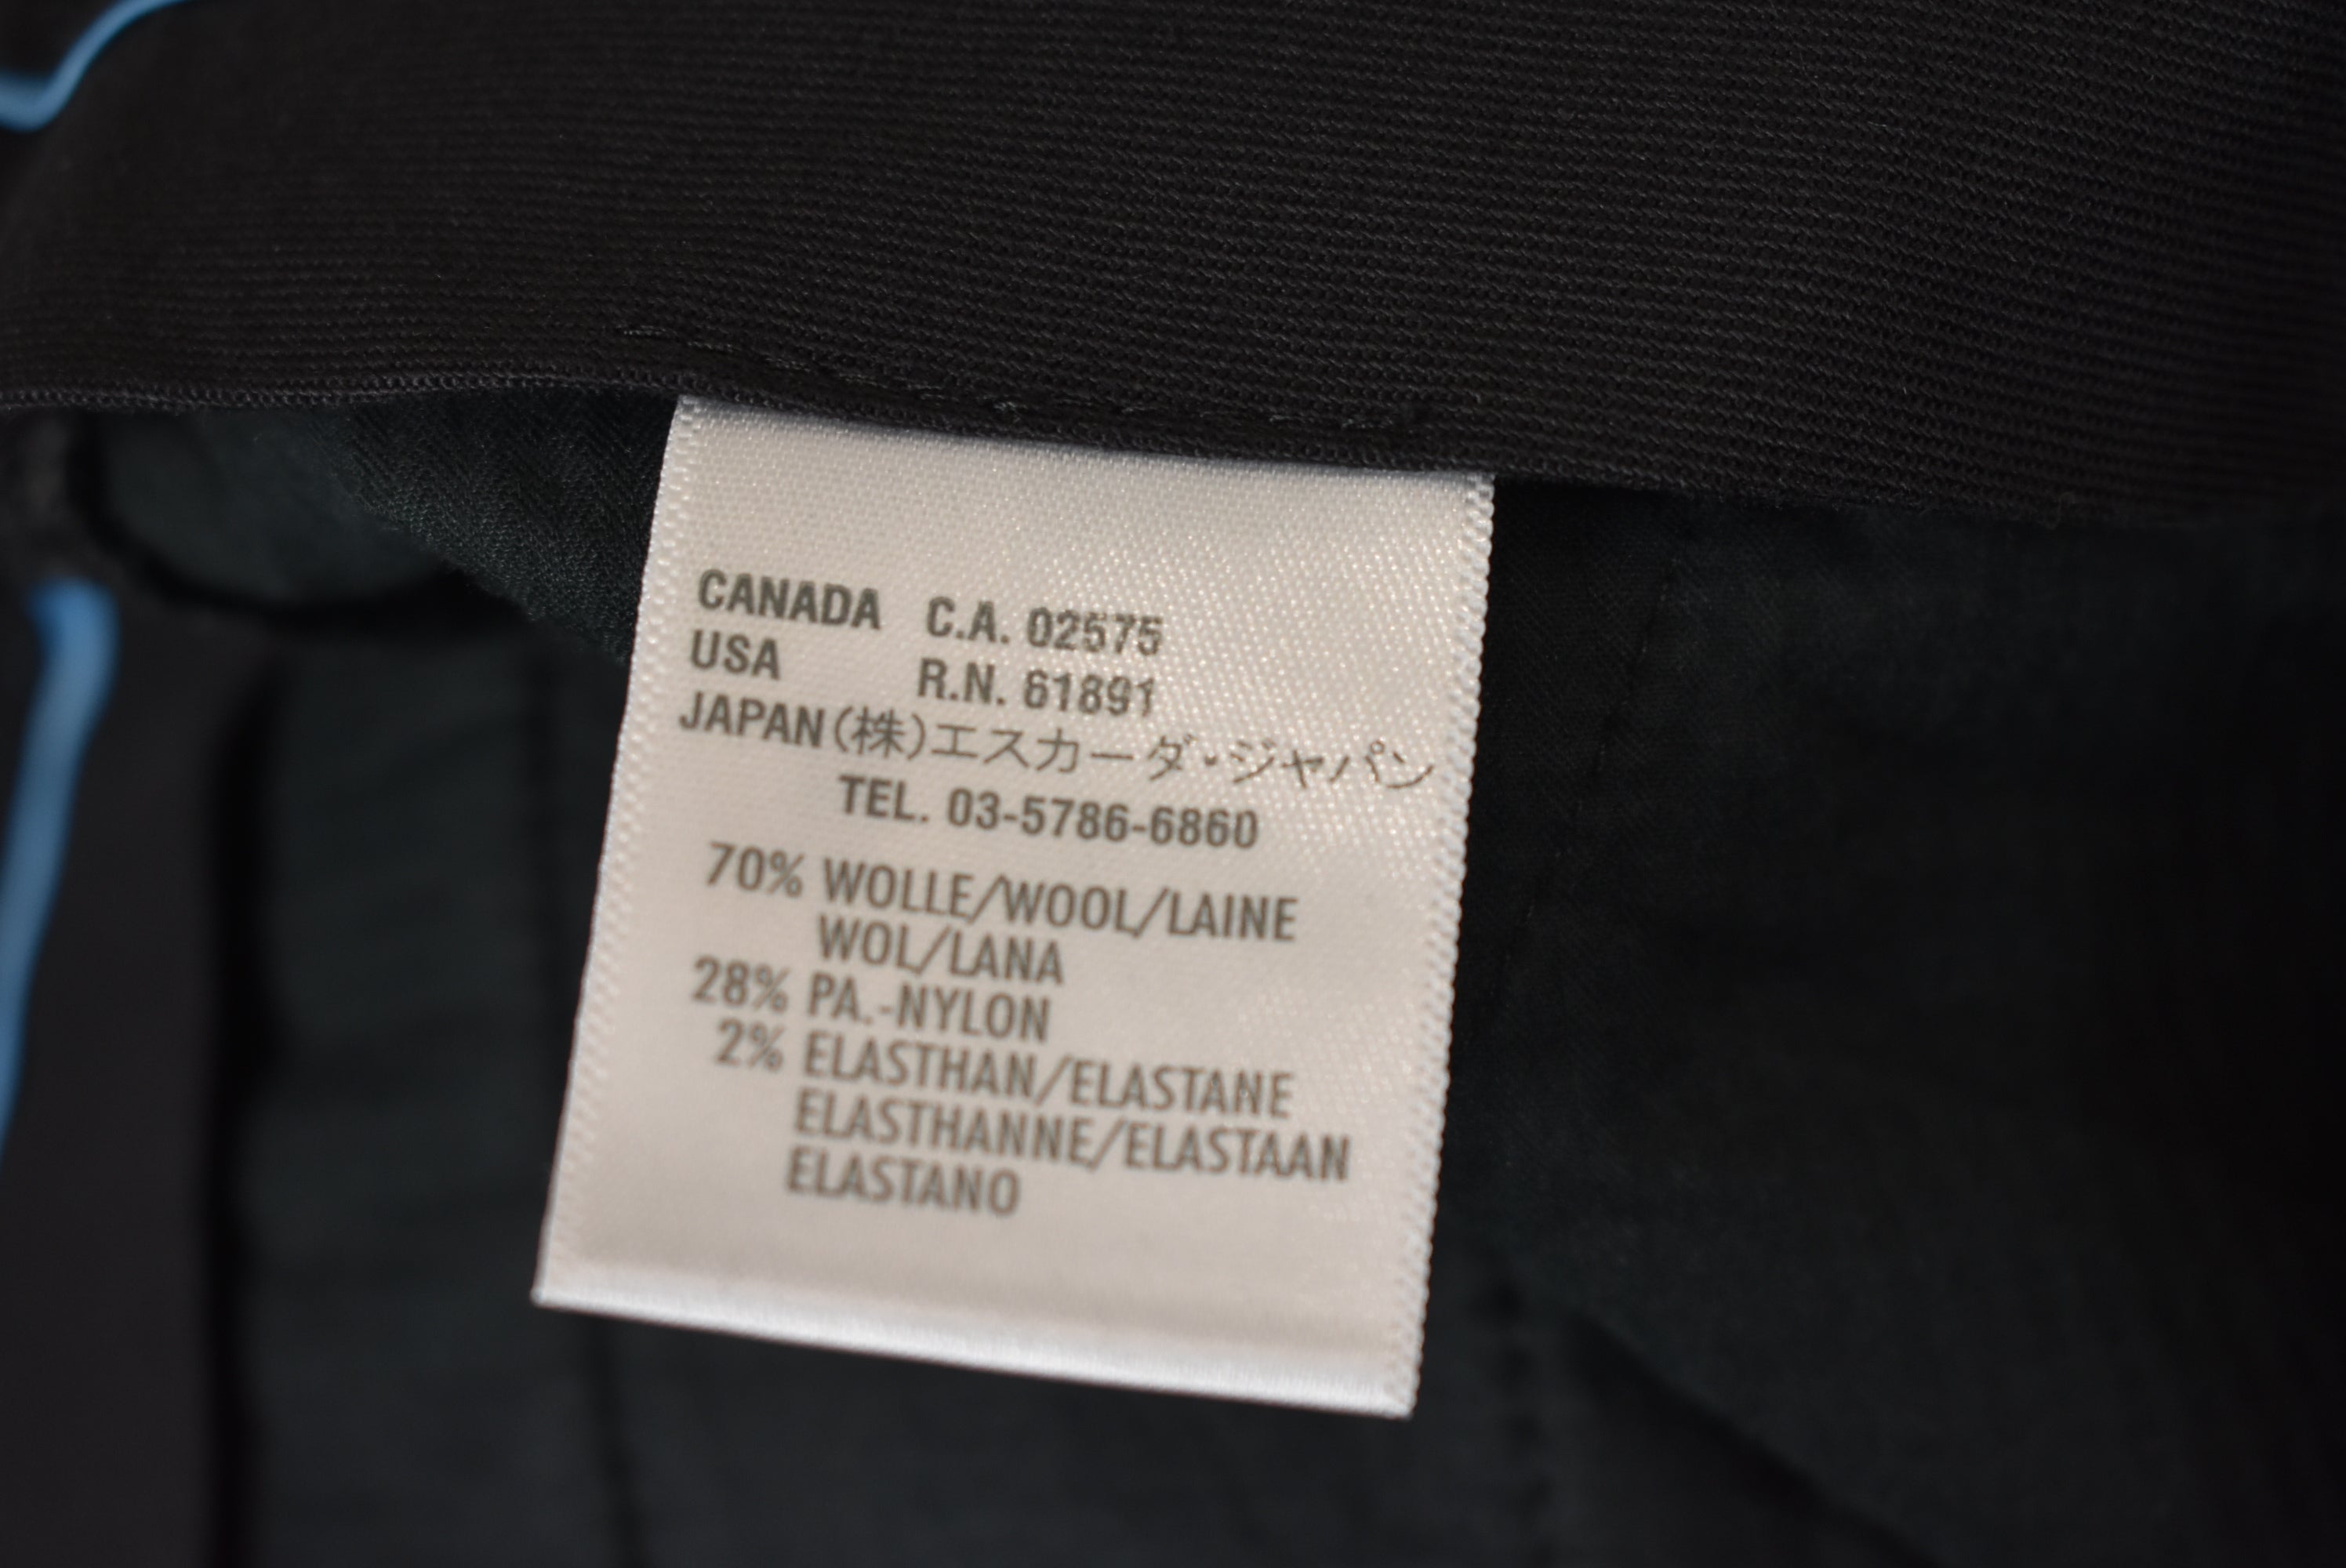 CANADA C.A. 02575
USA R.N. 61891
JAPAN(株)エスカーダ・ジャパン
TEL. 03-5786-6860
70% WOLLE/WOOL/LAINE
WOL/LANA
28% PA.-NYLON
2% ELASTHAN/ELASTANE
ELASTHANNE/ELASTAAN
ELASTANO